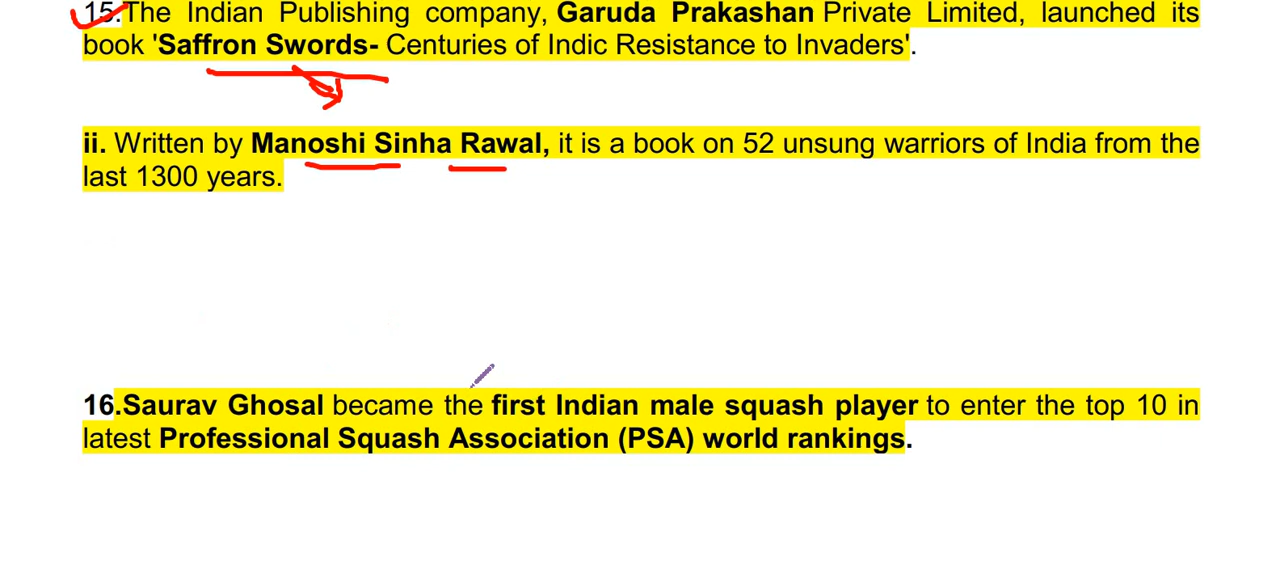 15.The Indian Publishing company, Garuda Prakashan Private Limited, launched its
book 'Saffron Swords- Centuries of Indic Resistance to Invaders'.
ii. Written by Manoshi Sinha Rawal, it is a book on 52 unsung warriors of India from the
last 1300 years.
16.Saurav Ghosal became the first Indian male squash player to enter the top 10 in
latest Professional Squash Association (PSA) world rankings.